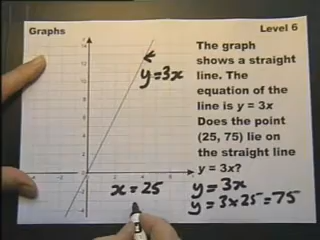 Graphs
Level 6
The graph
shows a straight
line. The
equation of the
line is y = 3x
Does the point
(25, 75) lie on
the straight line
y = 3x?
y=3x
x=25
y=3x
y=3x25=75